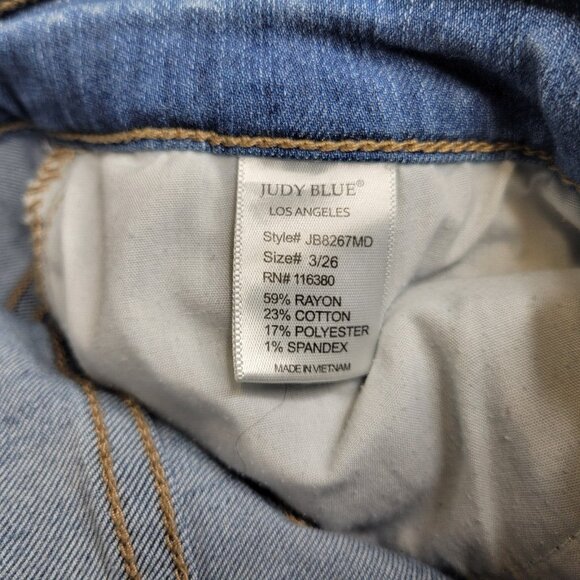 JUDY BLUE®
LOS ANGELES
Style# JB8267MD
Size# 3/26
RN# 116380
59% RAYON
23% COTTON
17% POLYESTER
1% SPANDEX
MADE IN VIETNAM